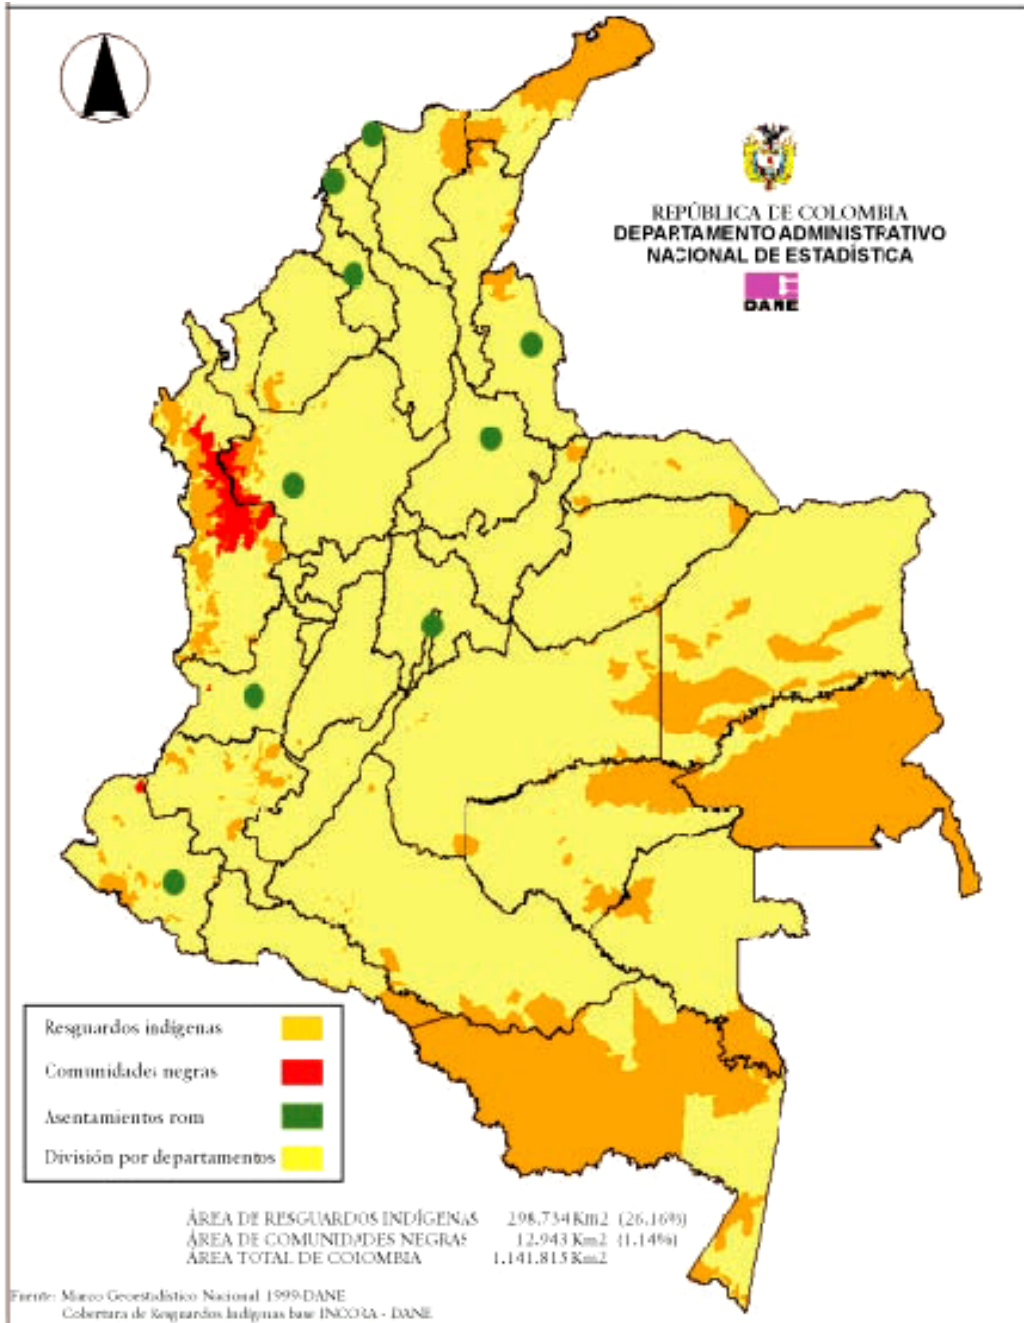 REPÚBLICA DE COLOMBIA
DEPARTAMENTO ADMINISTRATIVO
NACIONAL DE ESTADÍSTICA
DANE
Resguardos indígenas
Comunidades negras
Asentamientos rom
División por departamentos
ÁREA DE RESGUARDOS INDÍGENAS 298.734 Km2 (26.16%)
ÁREA DE COMUNIDADES NEGRAS 12.943 Km2 (1.14%)
ÁREA TOTAL DE COLOMBIA 1.141.815 Km2
Fuente: Marco Geoestadístico Nacional 1999-DANE
Cobertura de Resguardos Indígenas base INCORA - DANE